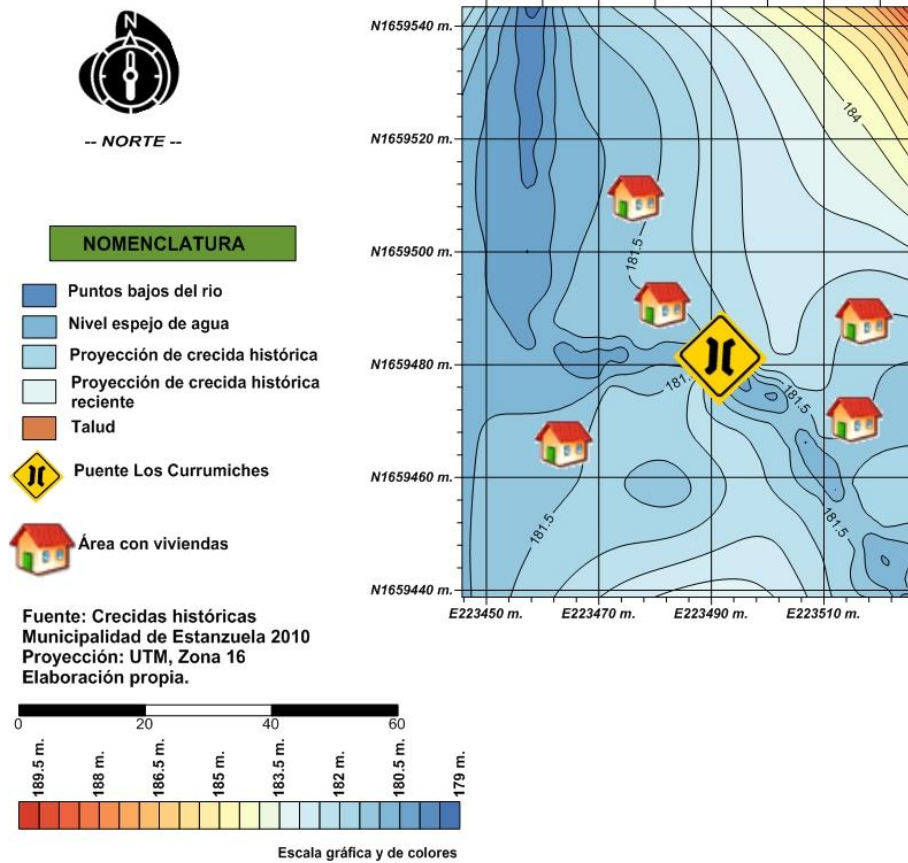 N
-- NORTE --
NOMENCLATURA
Puntos bajos del rio
Nivel espejo de agua
Proyección de crecida histórica
Proyección de crecida histórica
reciente
Talud
Puente Los Currumiches
Área con viviendas
Fuente: Crecidas históricas
Municipalidad de Estanzuela 2010
Proyección: UTM, Zona 16
Elaboración propia.
0 20 40 60
189.5 m. 188 m. 186.5 m. 185 m. 183.5 m. 182 m. 180.5 m. 179 m.
Escala gráfica y de colores
N1659540 m.
N1659520 m.
N1659500 m.
N1659480 m.
N1659460 m.
N1659440 m.
E223450 m. E223470 m. E223490 m. E223510 m.
184
181.5
181.5
181.5
181.5